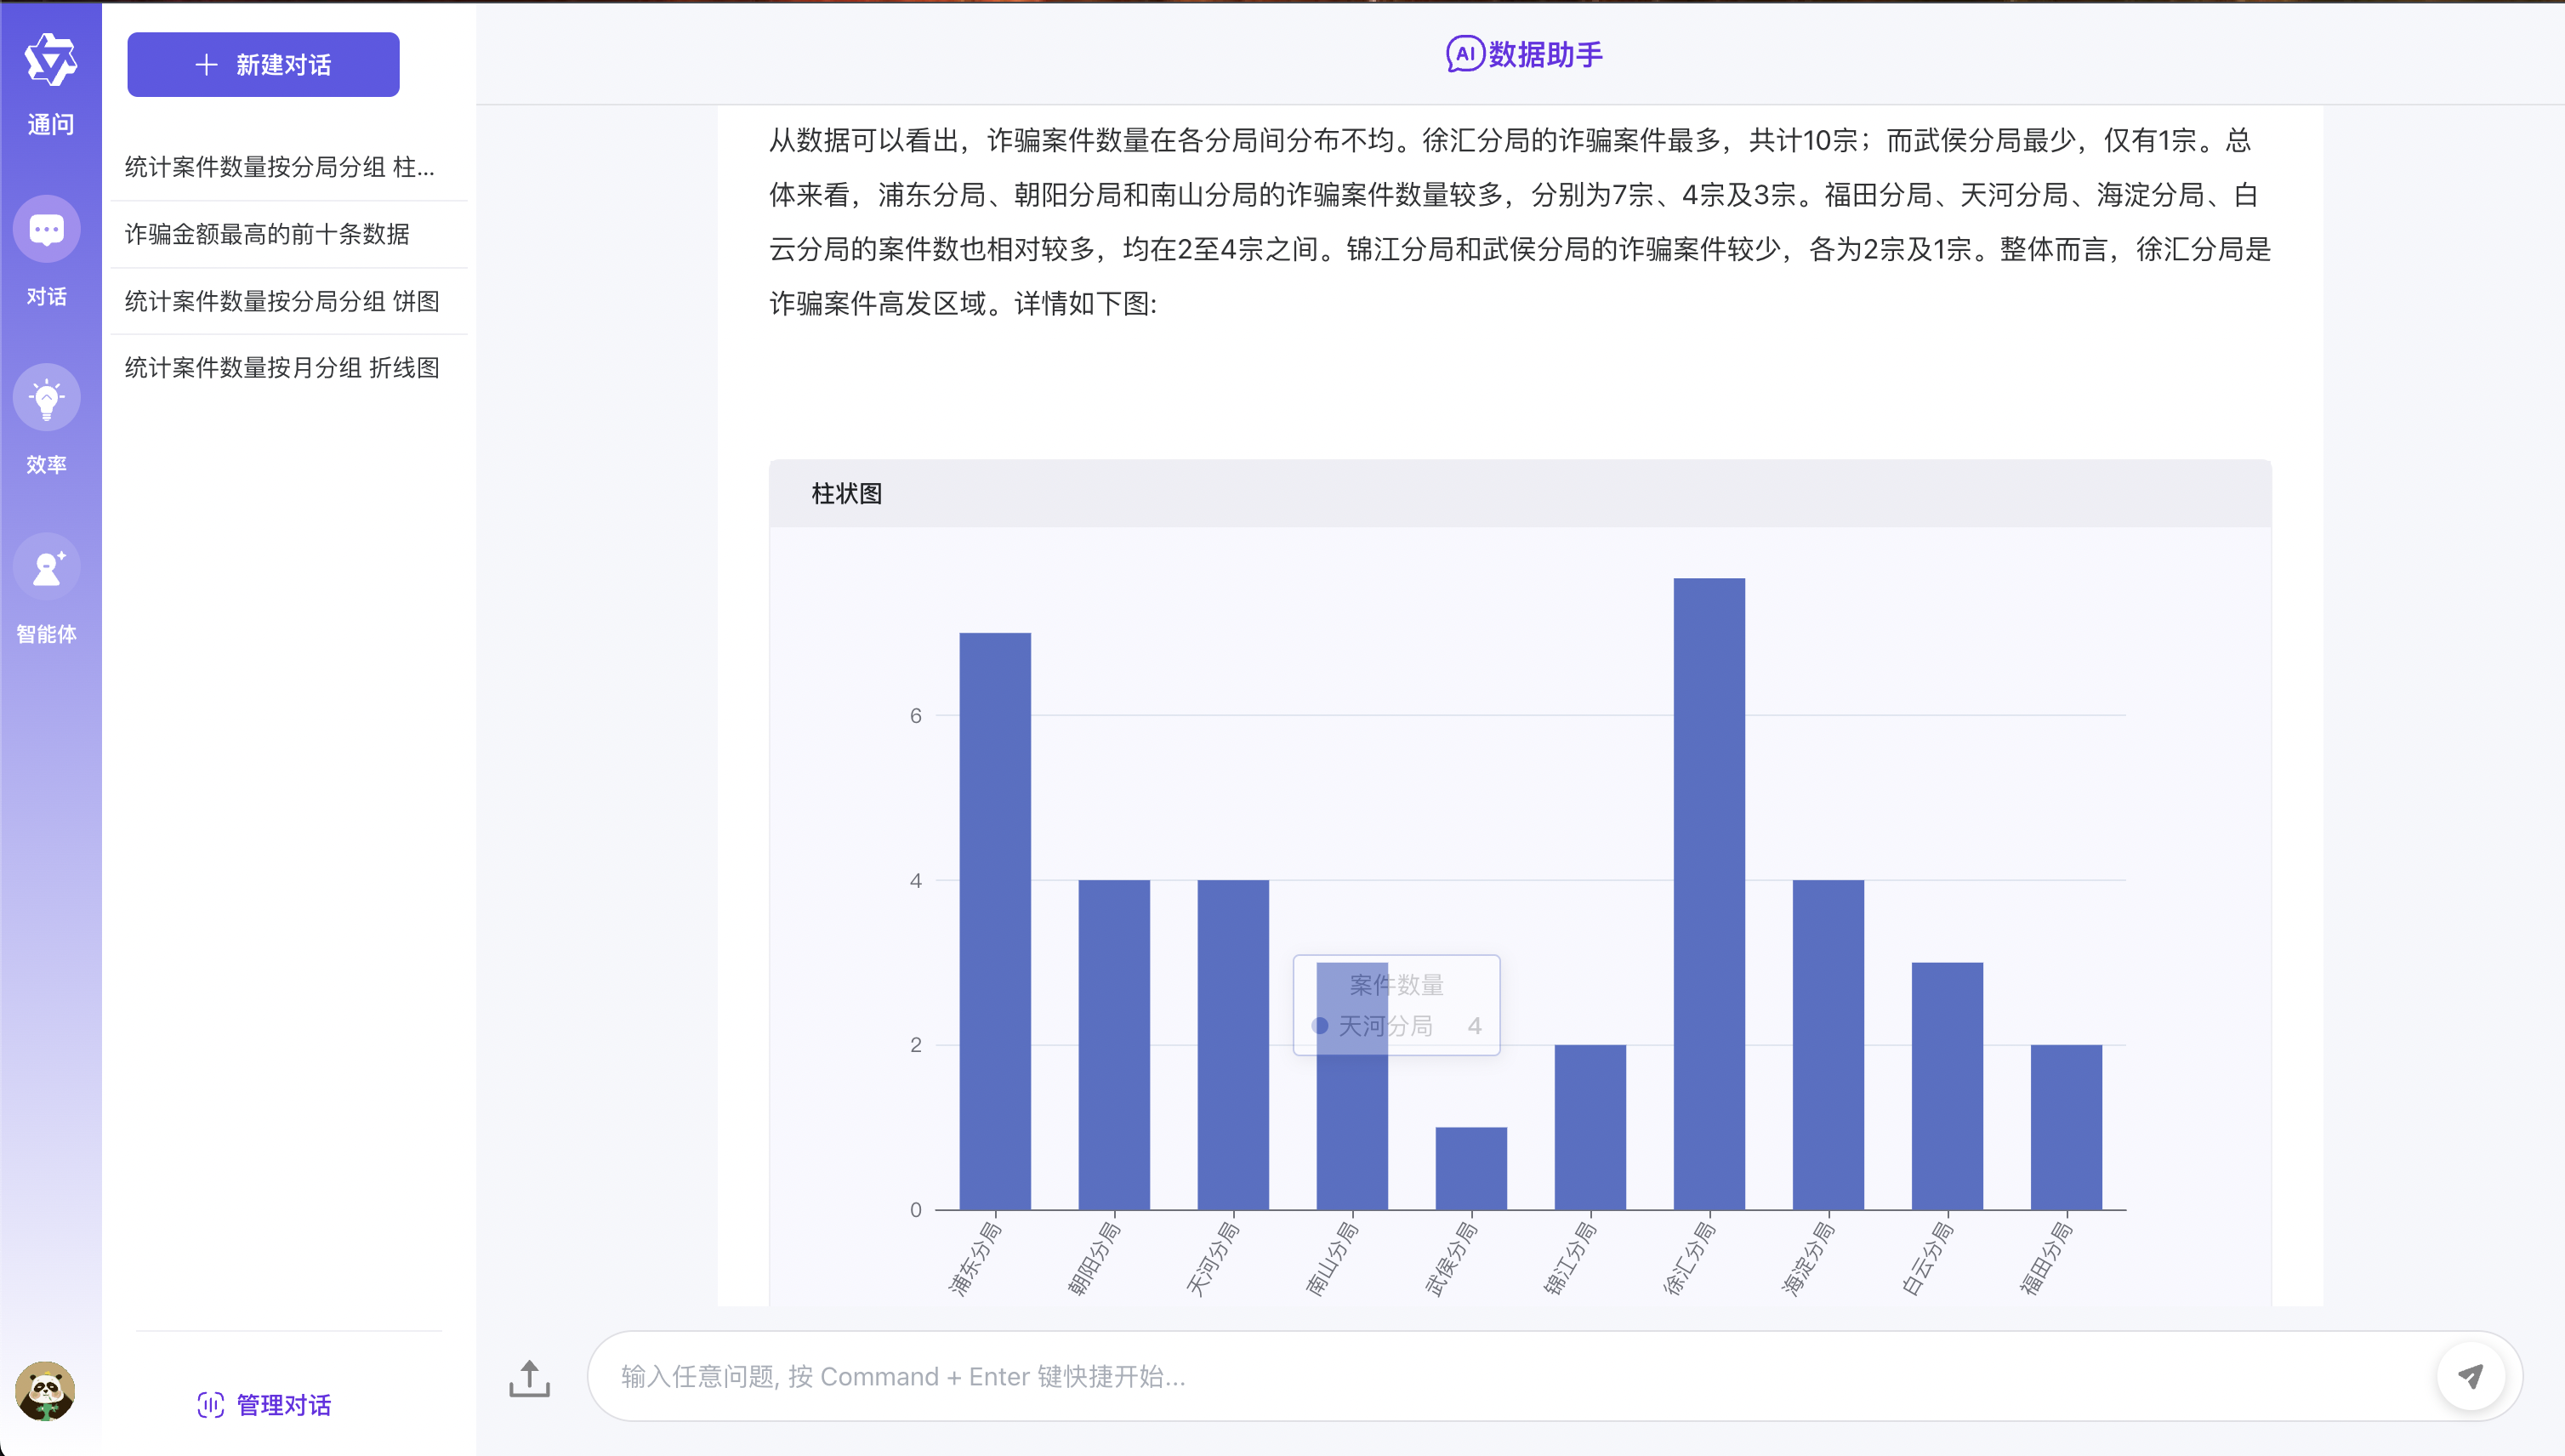 通问
对话
效率
智能体
新建对话
统计案件数量按分局分组 柱...
诈骗金额最高的前十条数据
统计案件数量按分局分组 饼图
统计案件数量按月分组 折线图
管理对话
AI数据助手
从数据可以看出，诈骗案件数量在各分局间分布不均。徐汇分局的诈骗案件最多，共计10宗；而武侯分局最少，仅有1宗。总
体来看，浦东分局、朝阳分局和南山分局的诈骗案件数量较多，分别为7宗、4宗及3宗。福田分局、天河分局、海淀分局、白
云分局的案件数也相对较多，均在2至4宗之间。锦江分局和武侯分局的诈骗案件较少，各为2宗及1宗。整体而言，徐汇分局是
诈骗案件高发区域。详情如下图:
柱状图
6
4
2
0
案件数量
天河分局 4
浦东分局
朝阳分局
天河分局
南山分局
武侯分局
锦江分局
徐汇分局
海淀分局
白云分局
福田分局
输入任意问题, 按 Command + Enter 键快捷开始...